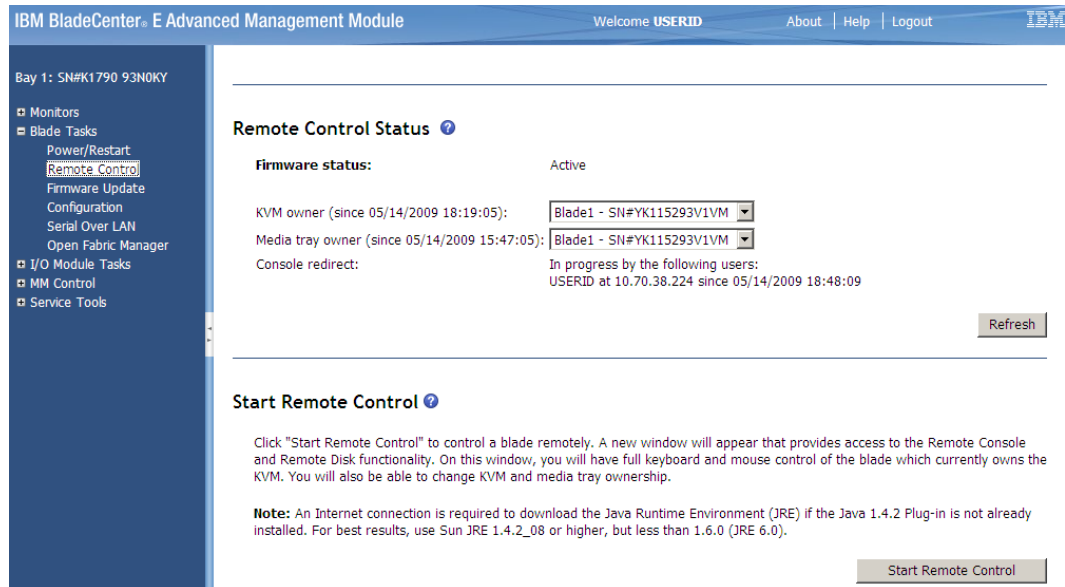 IBM BladeCenter® E Advanced Management Module
Welcome USERID
About | Help | Logout
IBM
Bay 1: SN#K1790 93N0KY
Monitors
Blade Tasks
Power/Restart
Remote Control
Firmware Update
Configuration
Serial Over LAN
Open Fabric Manager
I/O Module Tasks
MM Control
Service Tools
Remote Control Status ?
Firmware status: Active
KVM owner (since 05/14/2009 18:19:05): Blade1 - SN#YK115293V1VM
Media tray owner (since 05/14/2009 15:47:05): Blade1 - SN#YK115293V1VM
Console redirect: In progress by the following users:
USERID at 10.70.38.224 since 05/14/2009 18:48:09
Refresh
Start Remote Control ?
Click "Start Remote Control" to control a blade remotely. A new window will appear that provides access to the Remote Console
and Remote Disk functionality. On this window, you will have full keyboard and mouse control of the blade which currently owns the
KVM. You will also be able to change KVM and media tray ownership.
Note: An Internet connection is required to download the Java Runtime Environment (JRE) if the Java 1.4.2 Plug-in is not already
installed. For best results, use Sun JRE 1.4.2_08 or higher, but less than 1.6.0 (JRE 6.0).
Start Remote Control